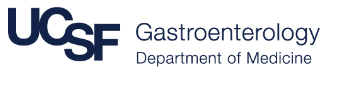 UCSF
Gastroenterology
Department of Medicine